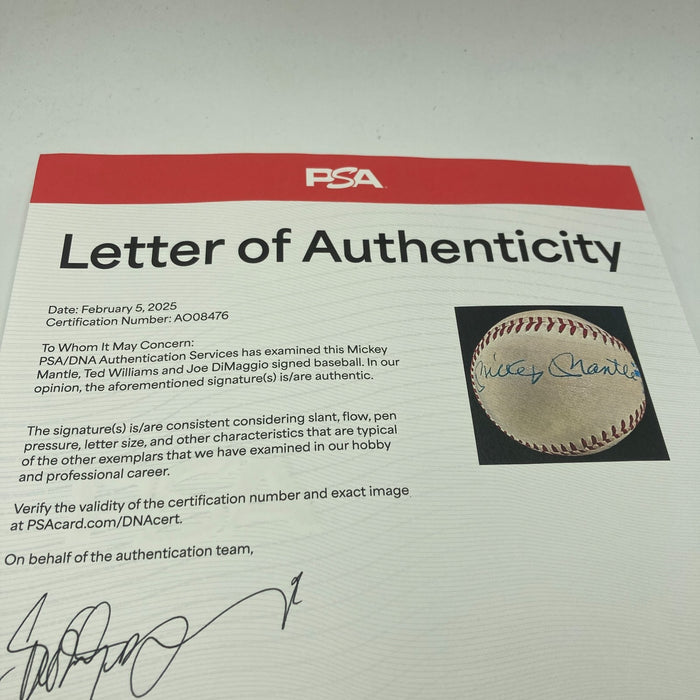 PSA
Letter of Authenticity
Date: February 5, 2025
Certification Number: AO08476
To Whom It May Concern:
PSA/DNA Authentication Services has examined this Mickey
Mantle, Ted Williams and Joe DiMaggio signed baseball. In our
opinion, the aforementioned signature(s) is/are authentic.
Mickey Mantle
The signature(s) is/are consistent considering slant, flow, pen
pressure, letter size, and other characteristics that are typical
of the other exemplars that we have examined in our hobby
and professional career.
Verify the validity of the certification number and exact image
at PSAcard.com/DNAcert.
On behalf of the authentication team,